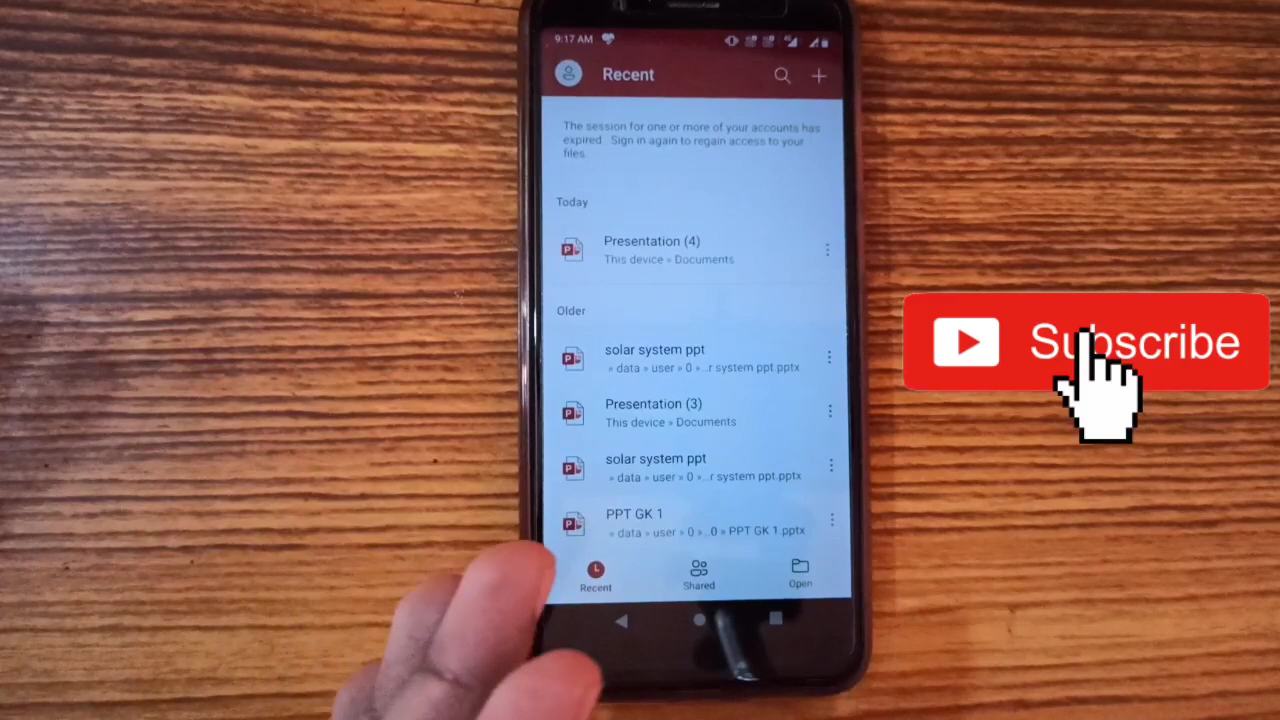 9:17 AM
Recent
The session for one or more of your accounts has
expired. Sign in again to regain access to your
files.
Today
Presentation (4)
This device » Documents
Older
solar system ppt
» data » user » 0 »...r system ppt.pptx
Presentation (3)
This device » Documents
solar system ppt
» data » user » 0 »...r system ppt.pptx
PPT GK 1
» data » user » 0 »...0 » PPT GK 1.pptx
Recent
Shared
Open
Subscribe